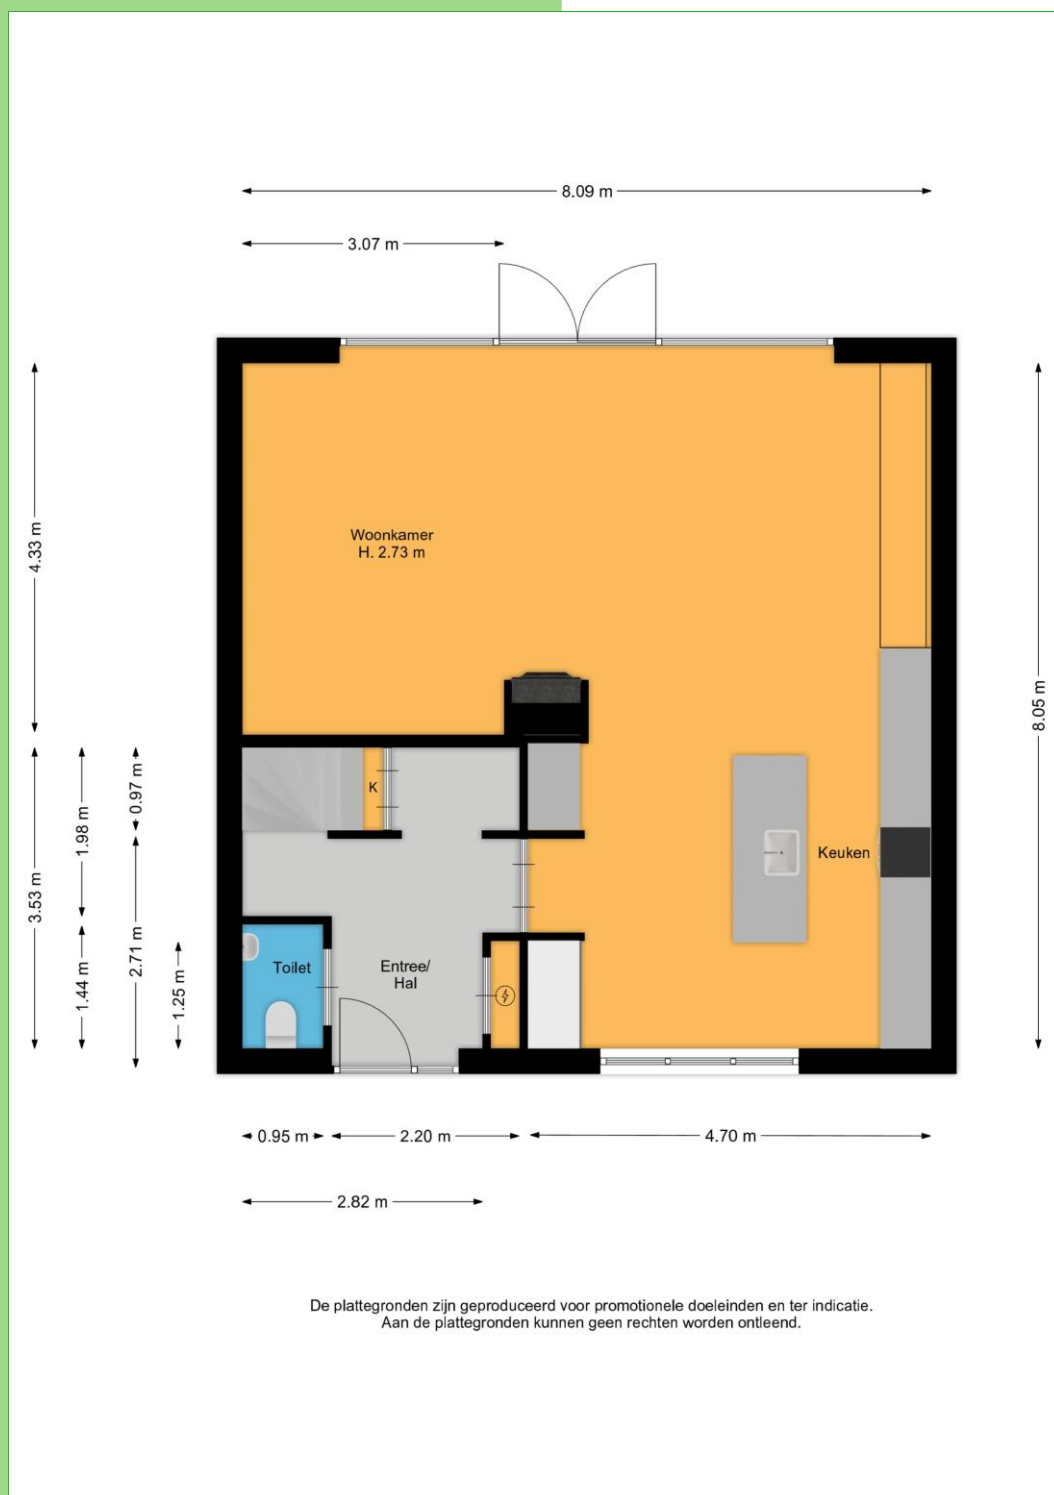 8.09 m
3.07 m
4.33 m
Woonkamer
H. 2.73 m
8.05 m
3.53 m
1.98 m
0.97 m
K
Keuken
2.71 m
1.44 m
1.25 m
Toilet
Entree/
Hal
0.95 m
2.20 m
4.70 m
2.82 m
De plattegronden zijn geproduceerd voor promotionele doeleinden en ter indicatie.
Aan de plattegronden kunnen geen rechten worden ontleend.